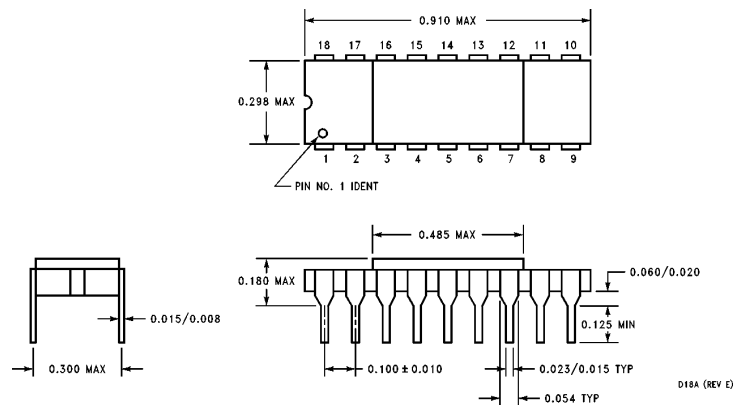 0.910 MAX
18 17 16 15 14 13 12 11 10
0.298 MAX
1 2 3 4 5 6 7 8 9
PIN NO. 1 IDENT
0.485 MAX
0.180 MAX
0.060/0.020
0.015/0.008
0.125 MIN
0.300 MAX
0.100 ± 0.010
0.023/0.015 TYP
0.054 TYP
D18A (REV E)